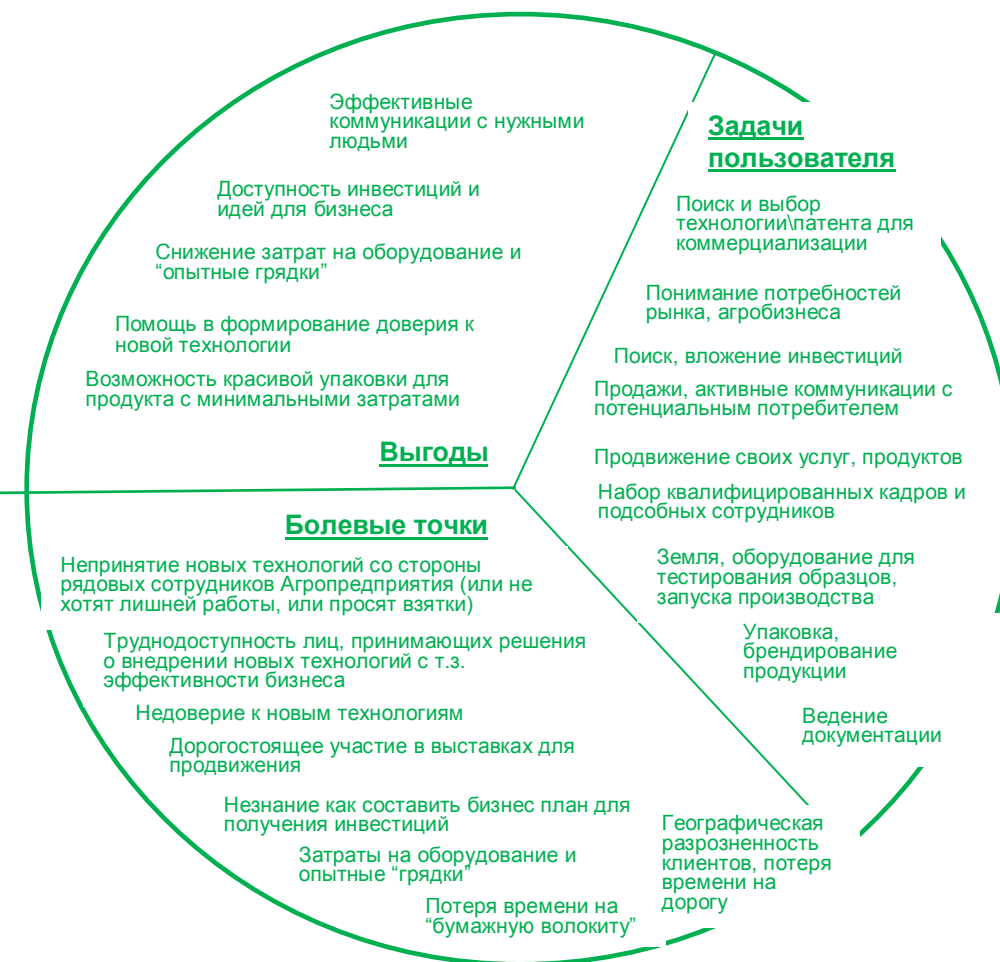 Эффективные
коммуникации с нужными
людьми
Доступность инвестиций и
идей для бизнеса
Снижение затрат на оборудование и
“опытные грядки”
Помощь в формирование доверия к
новой технологии
Возможность красивой упаковки для
продукта с минимальными затратами
Выгоды
Задачи
пользователя
Поиск и выбор
технологии\патента для
коммерциализации
Понимание потребностей
рынка, агробизнеса
Поиск, вложение инвестиций
Продажи, активные коммуникации с
потенциальным потребителем
Продвижение своих услуг, продуктов
Набор квалифицированных кадров и
подсобных сотрудников
Земля, оборудование для
тестирования образцов,
запуска производства
Упаковка,
брендирование
продукции
Ведение
документации
Болевые точки
Непринятие новых технологий со стороны
рядовых сотрудников Агропредприятия (или не
хотят лишней работы, или просят взятки)
Труднодоступность лиц, принимающих решения
о внедрении новых технологий с т.з.
эффективности бизнеса
Недоверие к новым технологиям
Дорогостоящее участие в выставках для
продвижения
Незнание как составить бизнес план для
получения инвестиций
Затраты на оборудование и
опытные “грядки”
Потеря времени на
“бумажную волокиту”
Географическая
разрозненность
клиентов, потеря
времени на
дорогу